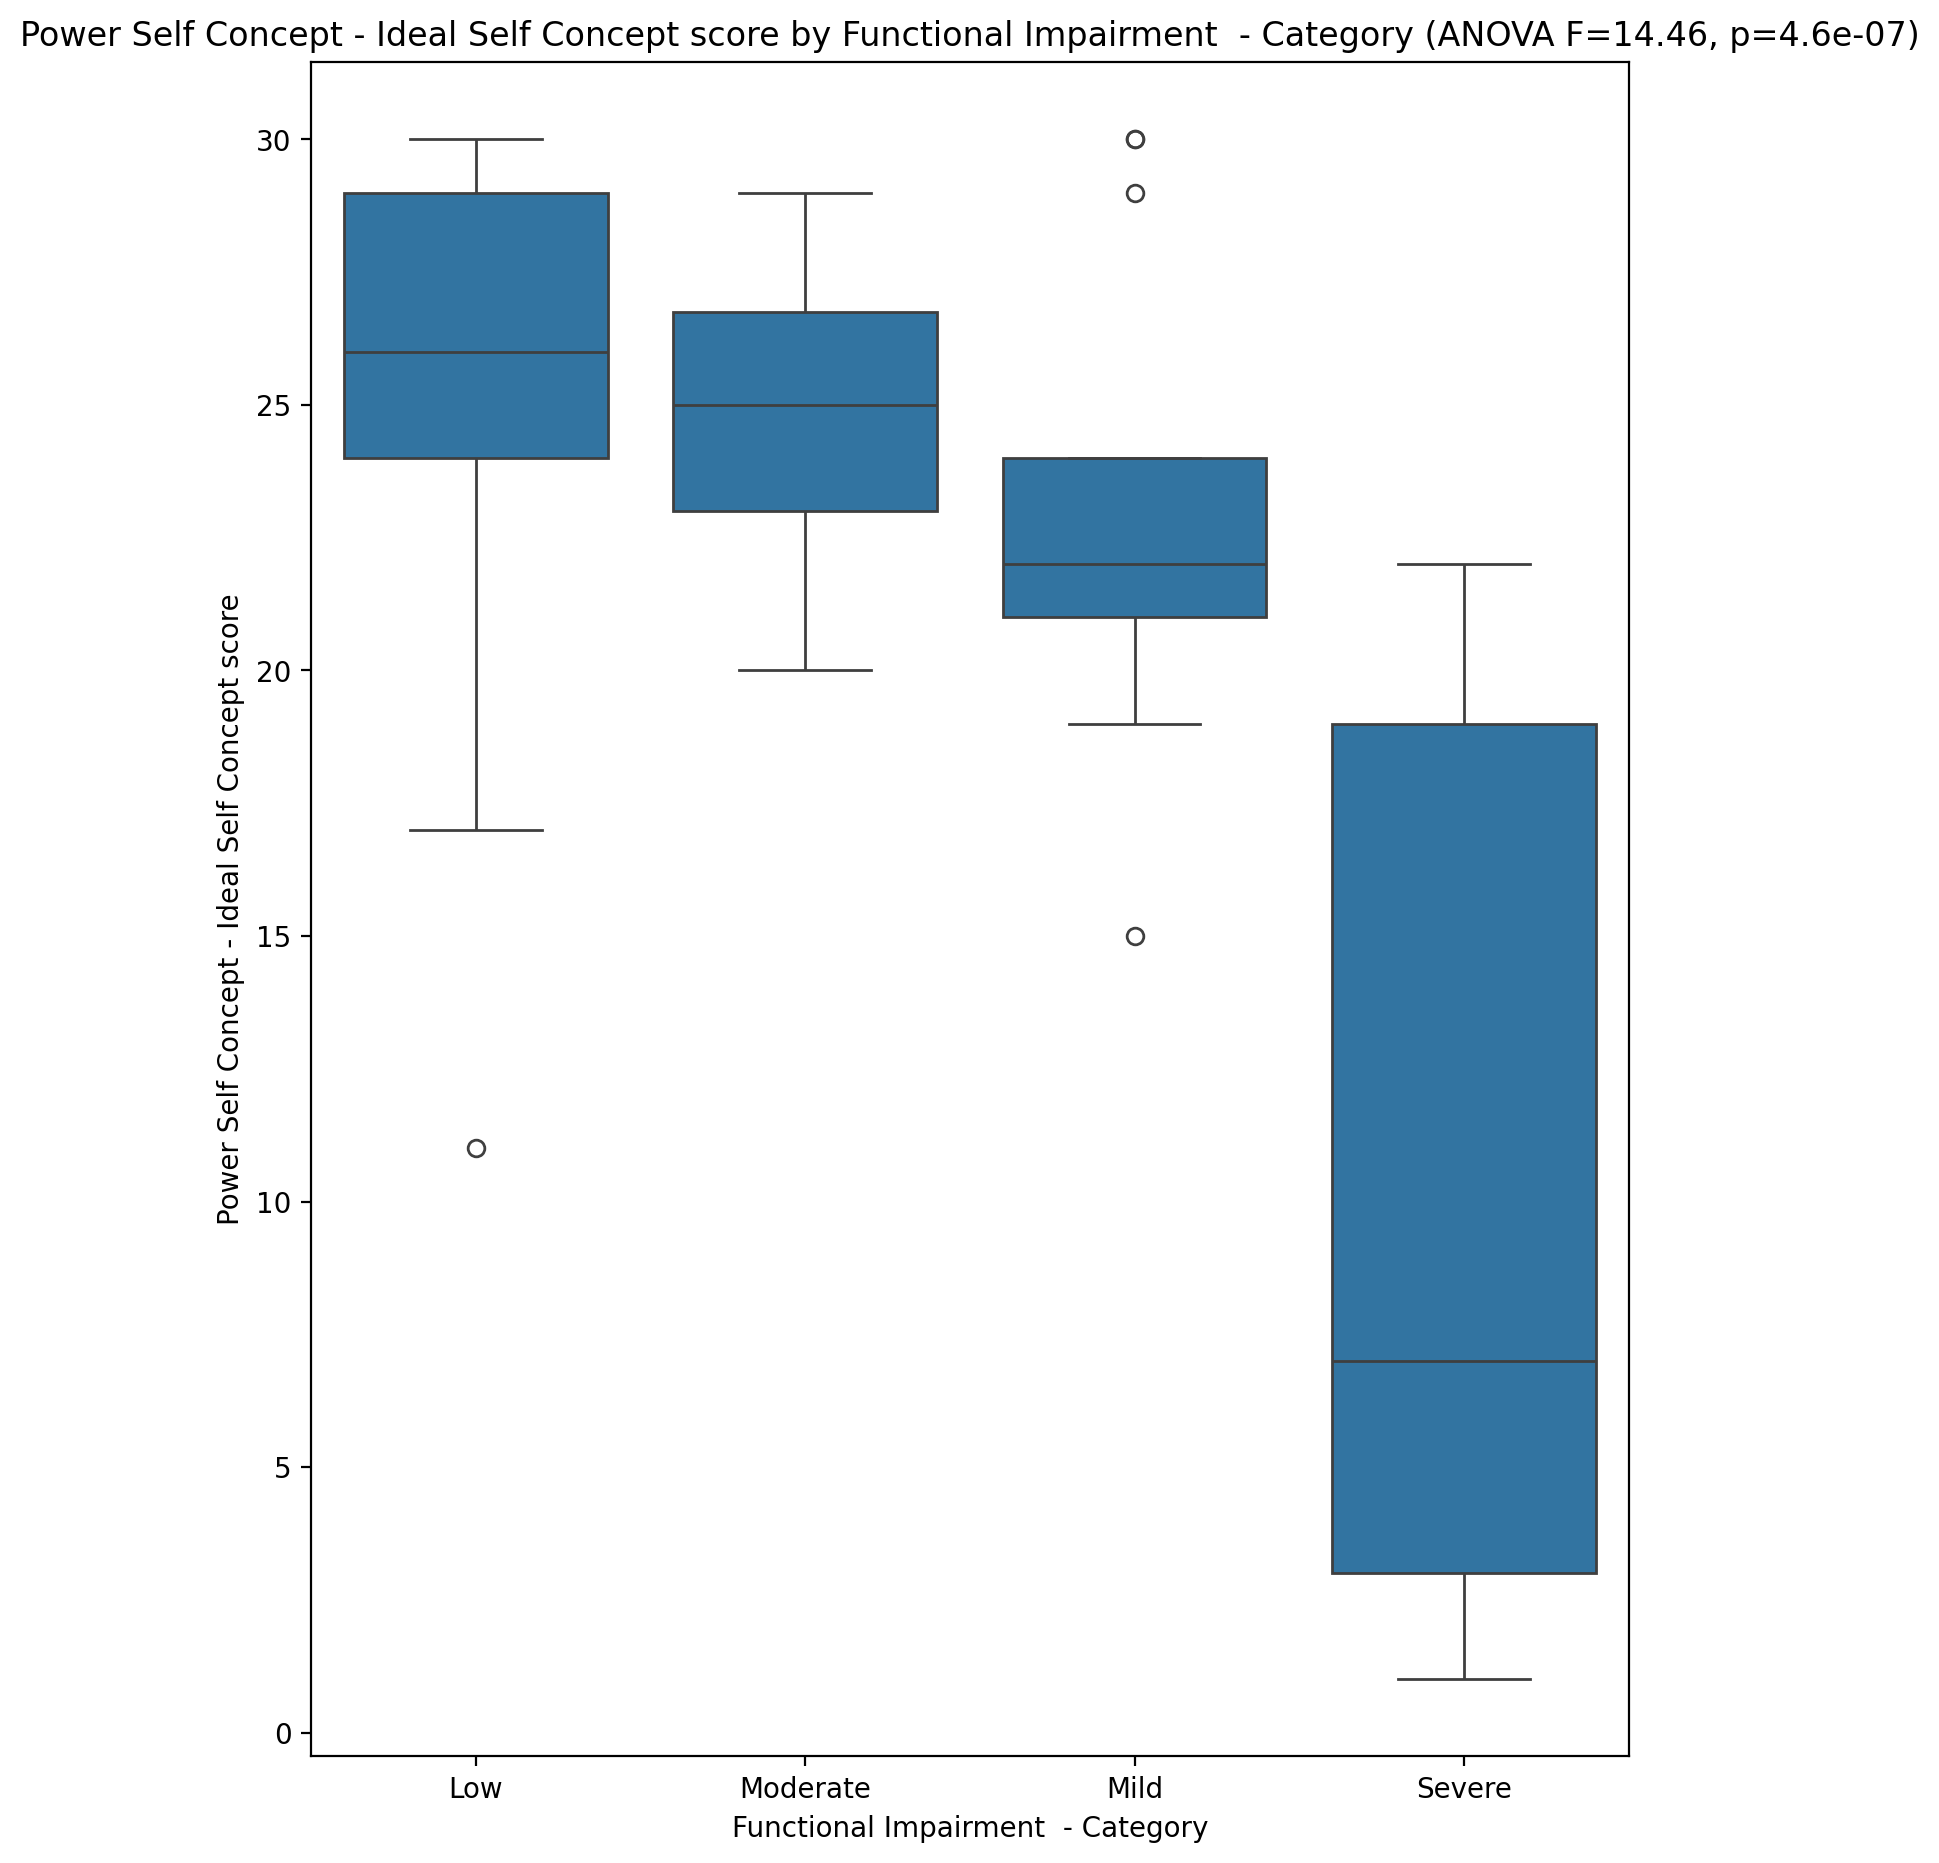 Power Self Concept - Ideal Self Concept score by Functional Impairment  - Category (ANOVA F=14.46, p=4.6e-07)
Power Self Concept - Ideal Self Concept score
30
25
20
15
10
5
0
Low
Moderate
Mild
Severe
Functional Impairment  - Category